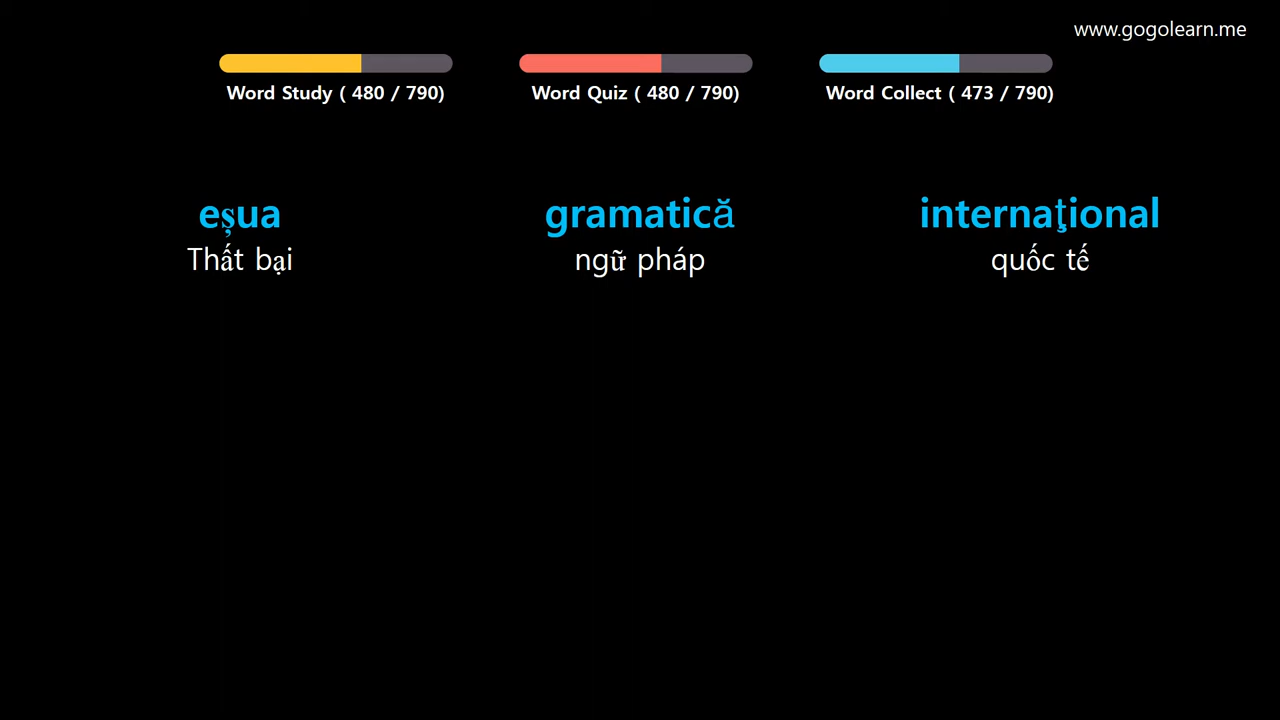 www.gogolearn.me
Word Study ( 480 / 790)
Word Quiz ( 480 / 790)
Word Collect ( 473 / 790)
eșua
Thất bại
gramatică
ngữ pháp
internaţional
quốc tế